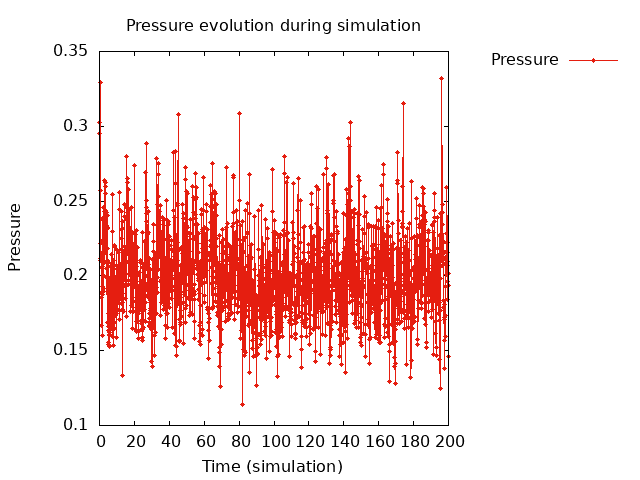 Pressure evolution during simulation
Pressure
0.35
0.3
0.25
0.2
0.15
0.1
Pressure
0 20 40 60 80 100 120 140 160 180 200
Time (simulation)